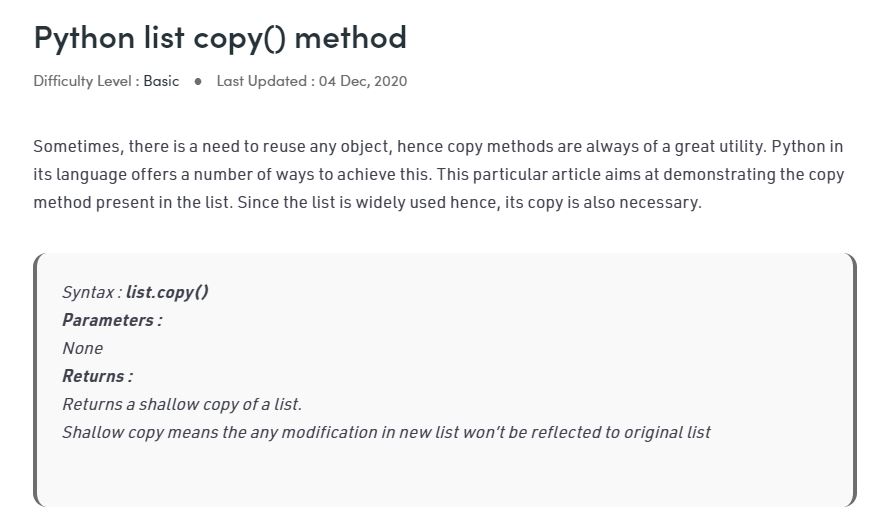 Python list copy() method
Difficulty Level : Basic ● Last Updated : 04 Dec, 2020
Sometimes, there is a need to reuse any object, hence copy methods are always of a great utility. Python in
its language offers a number of ways to achieve this. This particular article aims at demonstrating the copy
method present in the list. Since the list is widely used hence, its copy is also necessary.
Syntax : list.copy()
Parameters :
None
Returns :
Returns a shallow copy of a list.
Shallow copy means the any modification in new list won’t be reflected to original list